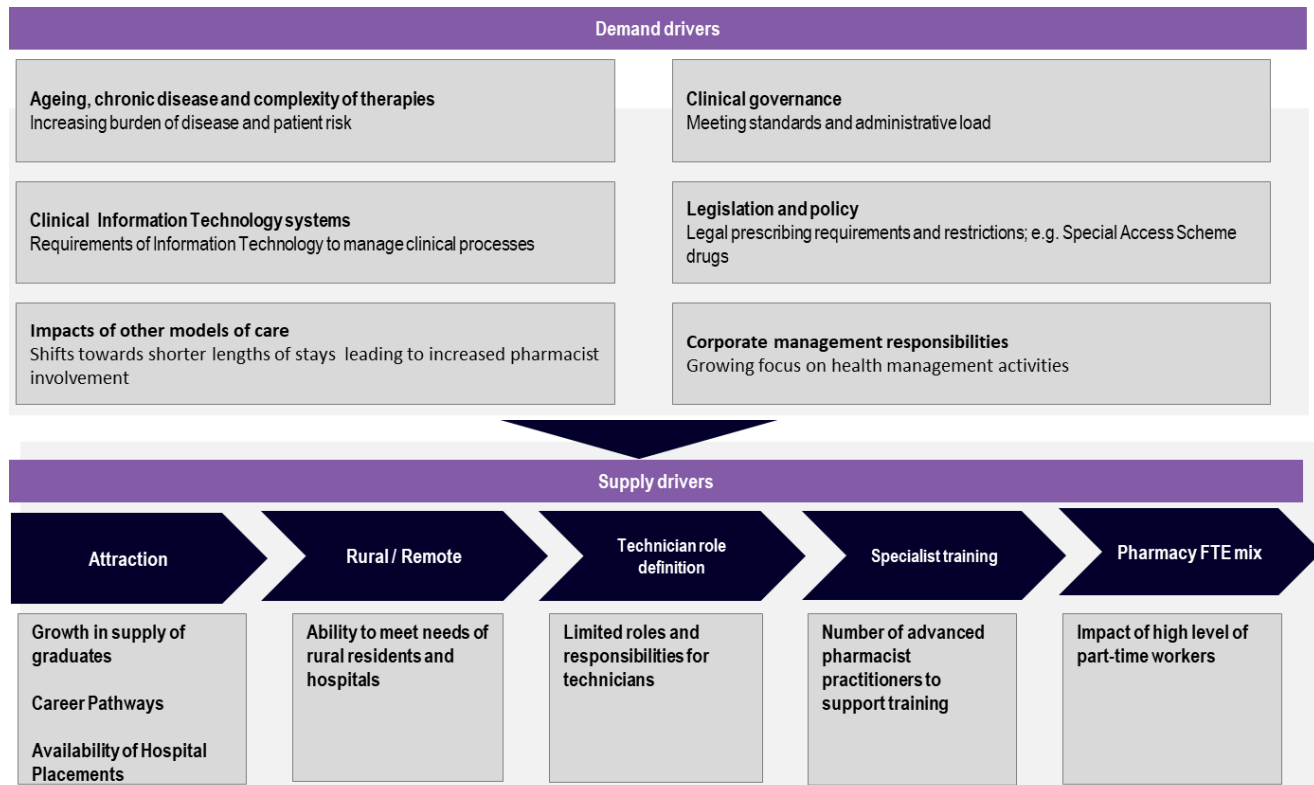 Demand drivers
Ageing, chronic disease and complexity of therapies
Increasing burden of disease and patient risk
Clinical governance
Meeting standards and administrative load
Clinical Information Technology systems
Requirements of Information Technology to manage clinical processes
Legislation and policy
Legal prescribing requirements and restrictions; e.g. Special Access Scheme
drugs
Impacts of other models of care
Shifts towards shorter lengths of stays leading to increased pharmacist
involvement
Corporate management responsibilities
Growing focus on health management activities
Supply drivers
Attraction
Rural / Remote
Technician role
definition
Specialist training
Pharmacy FTE mix
Growth in supply of
graduates
Career Pathways
Availability of Hospital
Placements
Ability to meet needs of
rural residents and
hospitals
Limited roles and
responsibilities for
technicians
Number of advanced
pharmacist
practitioners to
support training
Impact of high level of
part-time workers